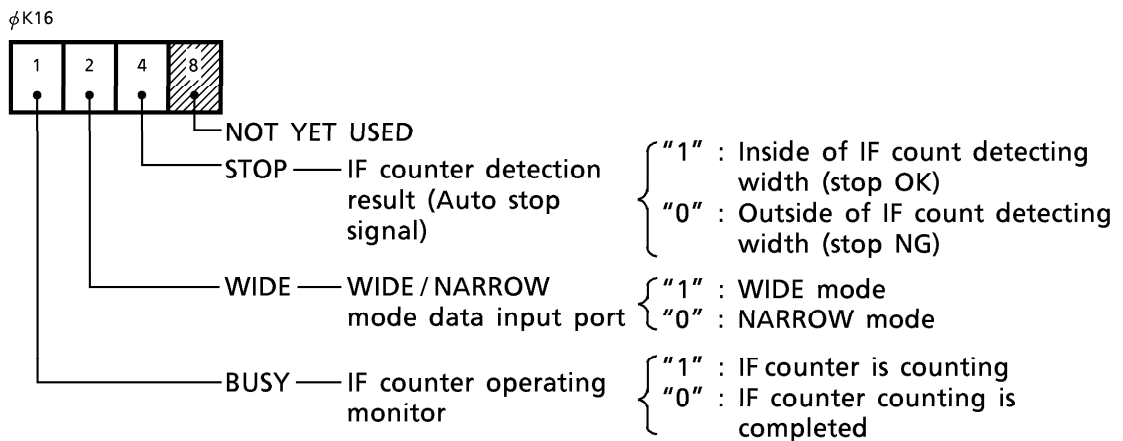 ϕK16
1 2 4 8
NOT YET USED
STOP — IF counter detection
result (Auto stop
signal)
"1" : Inside of IF count detecting
width (stop OK)
"0" : Outside of IF count detecting
width (stop NG)
WIDE — WIDE / NARROW
mode data input port
"1" : WIDE mode
"0" : NARROW mode
BUSY — IF counter operating
monitor
"1" : IF counter is counting
"0" : IF counter counting is
completed